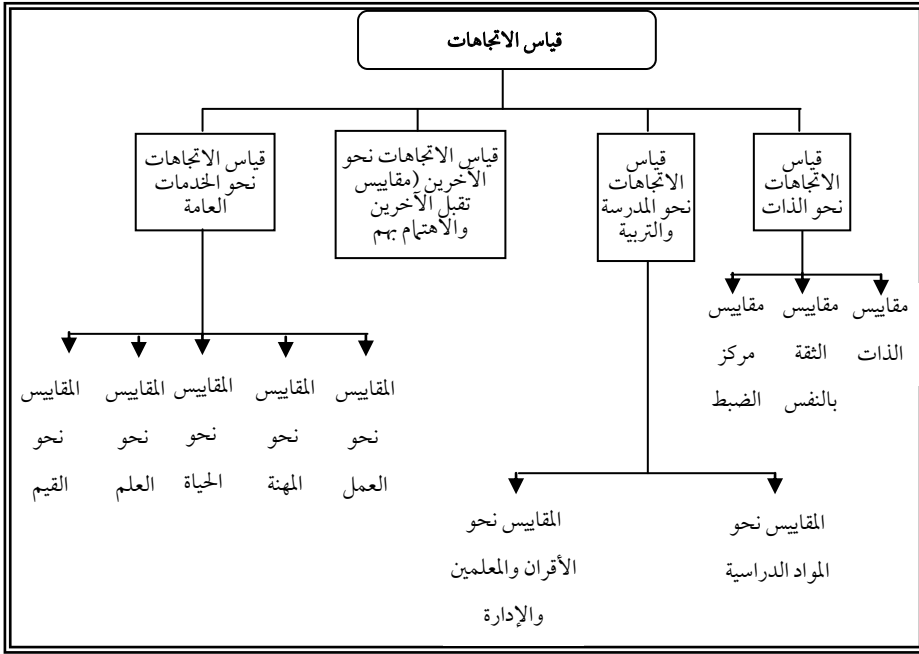 قياس الاتجاهات
قياس
الاتجاهات
نحو الذات
قياس
الاتجاهات
نحو المدرسة
والتربية
قياس الاتجاهات نحو
الآخرين (مقاييس
تقبل الآخرين
والاهتمام بهم
قياس الاتجاهات
نحو الخدمات
العامة
مقاييس
الذات
مقاييس
الثقة
بالنفس
مقاييس
مركز
الضبط
المقاييس نحو
المواد الدراسية
المقاييس نحو
الأقران والمعلمين
والإدارة
المقاييس
نحو
العمل
المقاييس
نحو
المهنة
المقاييس
نحو
الحياة
المقاييس
نحو
العلم
المقاييس
نحو
القيم